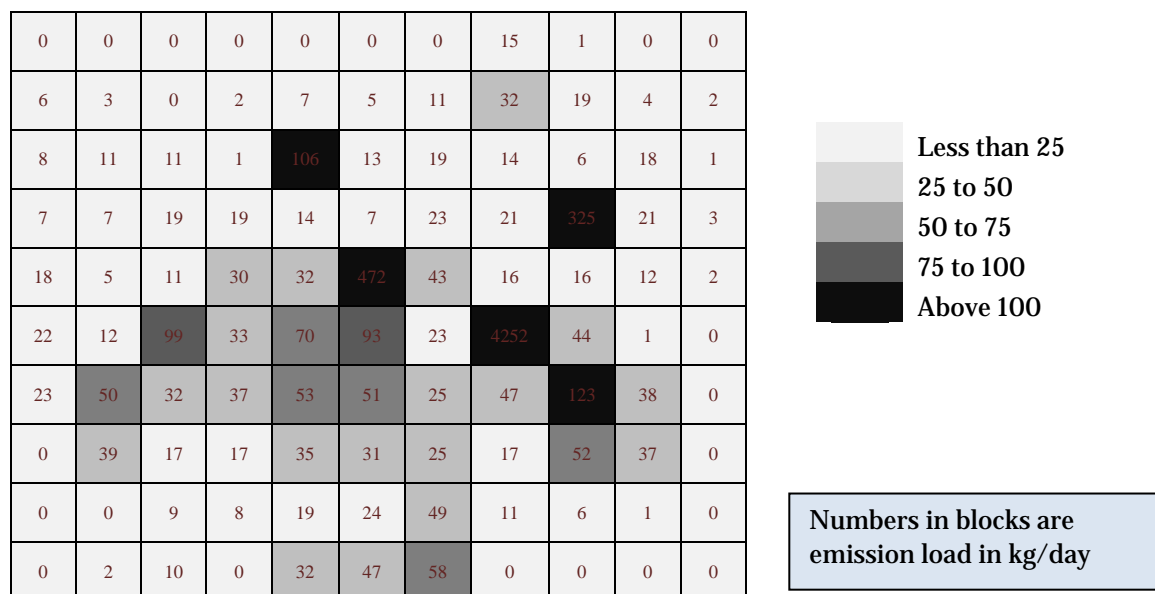 0 0 0 0 0 0 0 15 1 0 0
6 3 0 2 7 5 11 32 19 4 2
8 11 11 1 106 13 19 14 6 18 1
7 7 19 19 14 7 23 21 325 21 3
18 5 11 30 32 472 43 16 16 12 2
22 12 99 33 70 93 23 4252 44 1 0
23 50 32 37 53 51 25 47 123 38 0
0 39 17 17 35 31 25 17 52 37 0
0 0 9 8 19 24 49 11 6 1 0
0 2 10 0 32 47 58 0 0 0 0
Less than 25
25 to 50
50 to 75
75 to 100
Above 100
Numbers in blocks are
emission load in kg/day